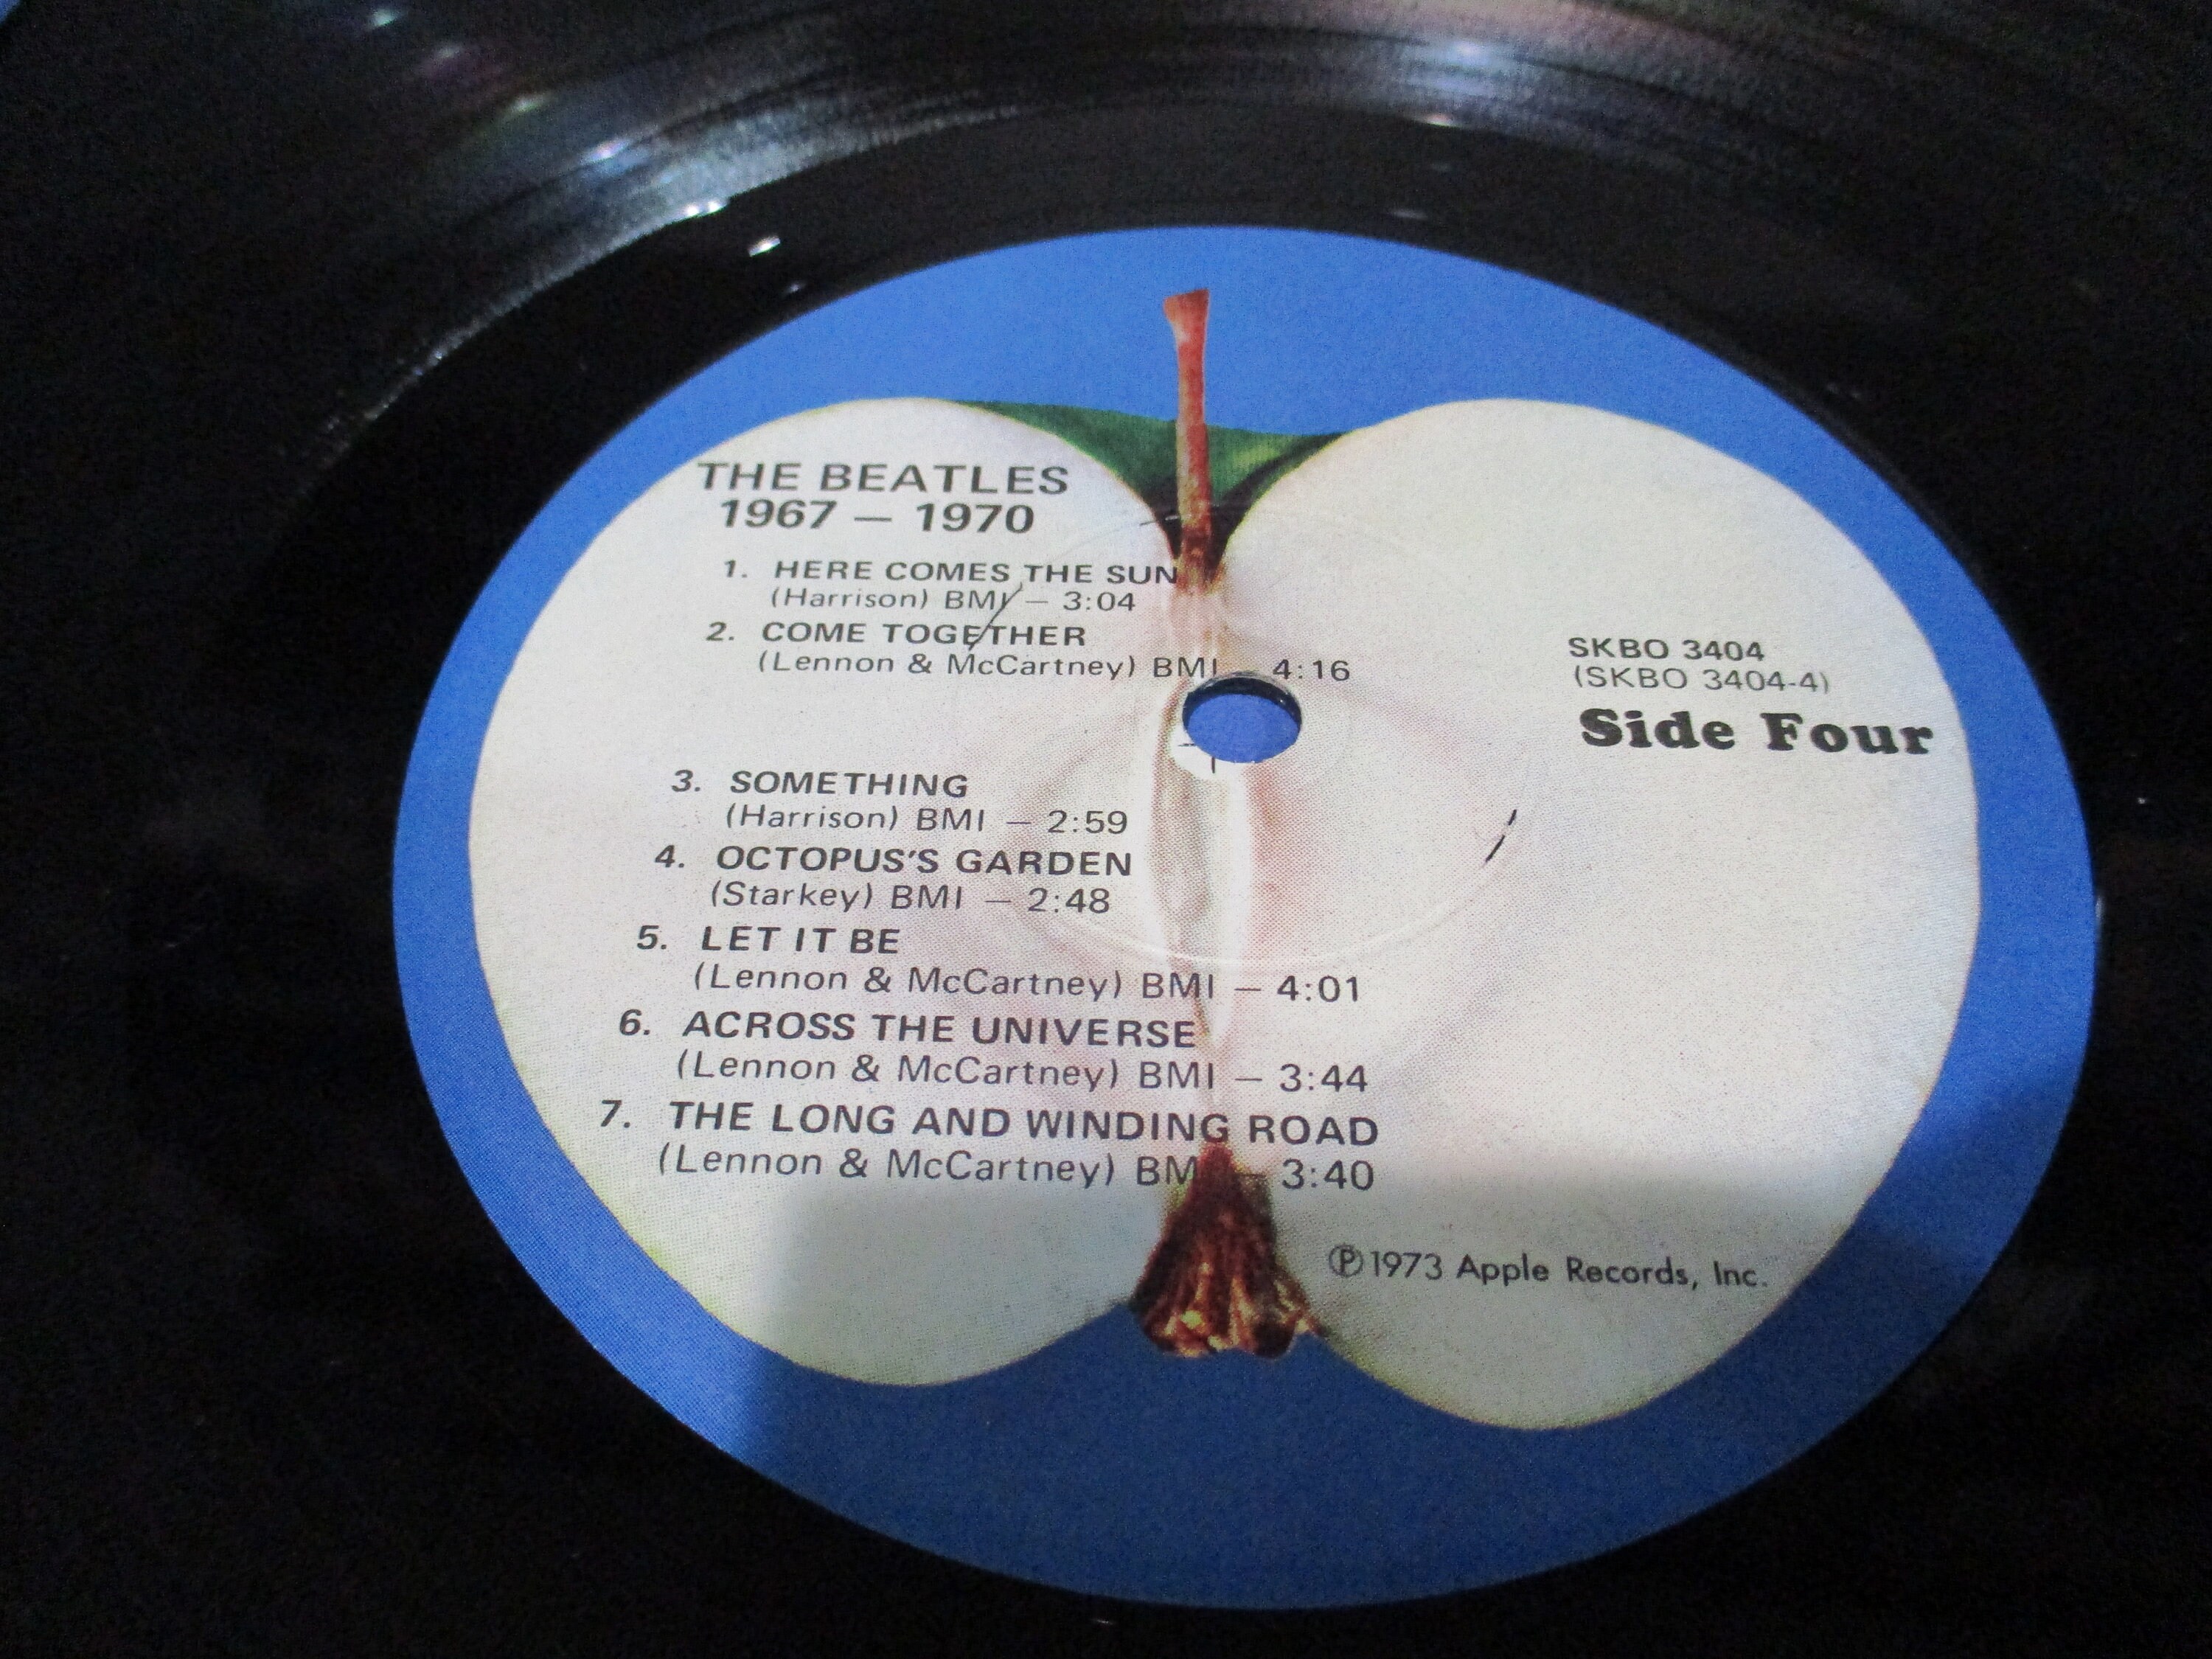 THE BEATLES
1967 — 1970
1. HERE COMES THE SUN
(Harrison) BMI — 3:04
2. COME TOGETHER
(Lennon & McCartney) BMI — 4:16
3. SOMETHING
(Harrison) BMI — 2:59
4. OCTOPUS'S GARDEN
(Starkey) BMI — 2:48
5. LET IT BE
(Lennon & McCartney) BMI — 4:01
6. ACROSS THE UNIVERSE
(Lennon & McCartney) BMI — 3:44
7. THE LONG AND WINDING ROAD
(Lennon & McCartney) BMI — 3:40
SKBO 3404
(SKBO 3404-4)
Side Four
℗1973 Apple Records, Inc.